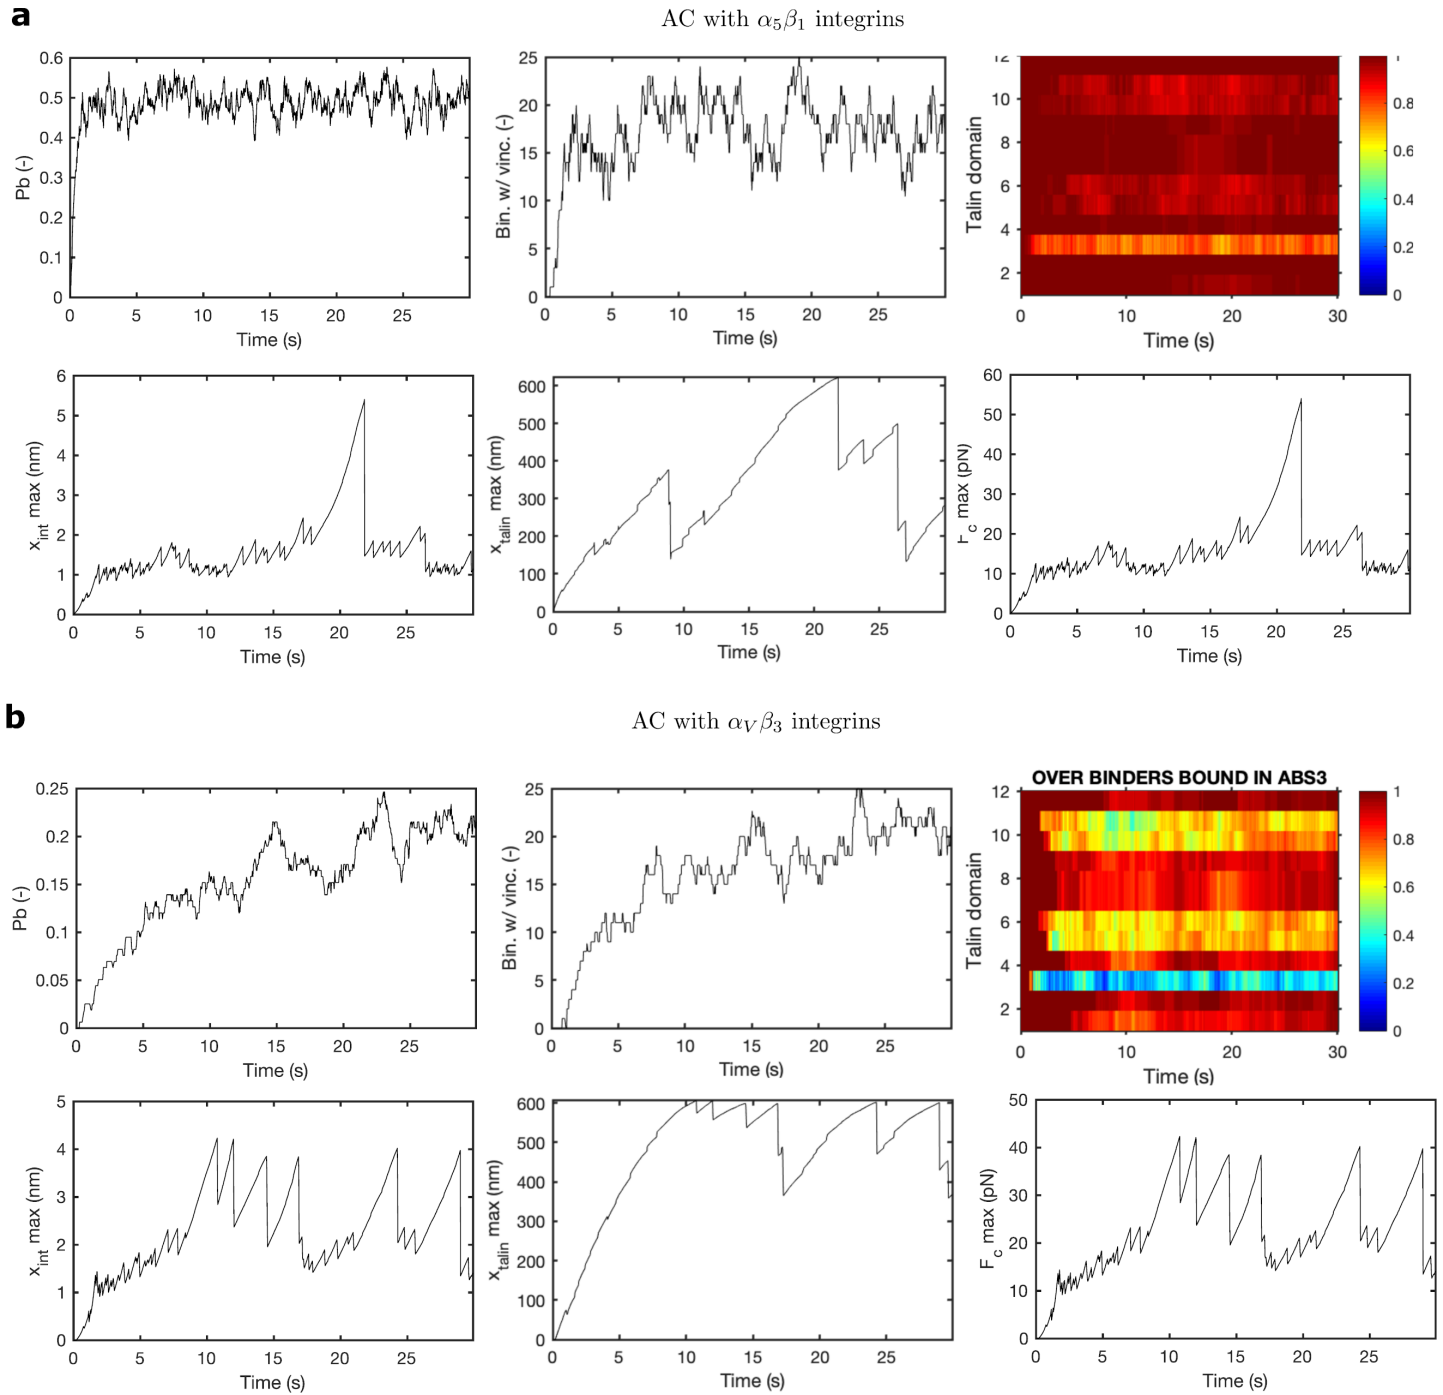 a
AC with α5β1 integrins
0.6
0.5
0.4
0.3
0.2
0.1
0
Pb (-)
0 5 10 15 20 25
Time (s)
25
20
15
10
5
0
Bin. w/ vinc. (-)
0 5 10 15 20 25
Time (s)
12
10
8
6
4
2
Talin domain
0 10 20 30
Time (s)
1
0.8
0.6
0.4
0.2
0
6
5
4
3
2
1
0
xint max (nm)
0 5 10 15 20 25
Time (s)
600
500
400
300
200
100
0
xtalin max (nm)
0 5 10 15 20 25
Time (s)
60
50
40
30
20
10
0
Fc max (pN)
0 5 10 15 20 25
Time (s)
b
AC with αVβ3 integrins
0.25
0.2
0.15
0.1
0.05
0
Pb (-)
0 5 10 15 20 25
Time (s)
25
20
15
10
5
0
Bin. w/ vinc. (-)
0 5 10 15 20 25
Time (s)
OVER BINDERS BOUND IN ABS3
12
10
8
6
4
2
Talin domain
0 10 20 30
Time (s)
1
0.8
0.6
0.4
0.2
0
5
4
3
2
1
0
xint max (nm)
0 5 10 15 20 25
Time (s)
600
500
400
300
200
100
0
xtalin max (nm)
0 5 10 15 20 25
Time (s)
50
40
30
20
10
0
Fc max (pN)
0 5 10 15 20 25
Time (s)